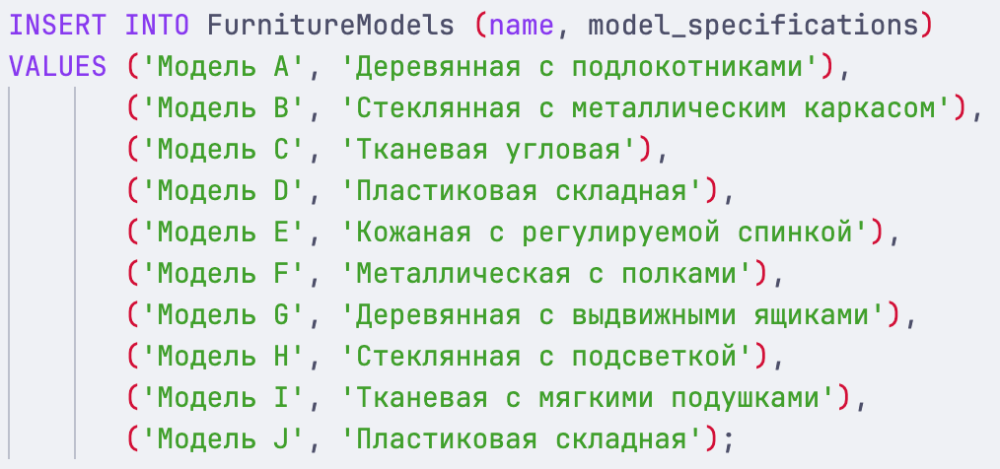 INSERT INTO FurnitureModels (name, model_specifications)
VALUES ('Модель A', 'Деревянная с подлокотниками'),
('Модель B', 'Стеклянная с металлическим каркасом'),
('Модель C', 'Тканевая угловая'),
('Модель D', 'Пластиковая складная'),
('Модель E', 'Кожаная с регулируемой спинкой'),
('Модель F', 'Металлическая с полками'),
('Модель G', 'Деревянная с выдвижными ящиками'),
('Модель H', 'Стеклянная с подсветкой'),
('Модель I', 'Тканевая с мягкими подушками'),
('Модель J', 'Пластиковая складная');